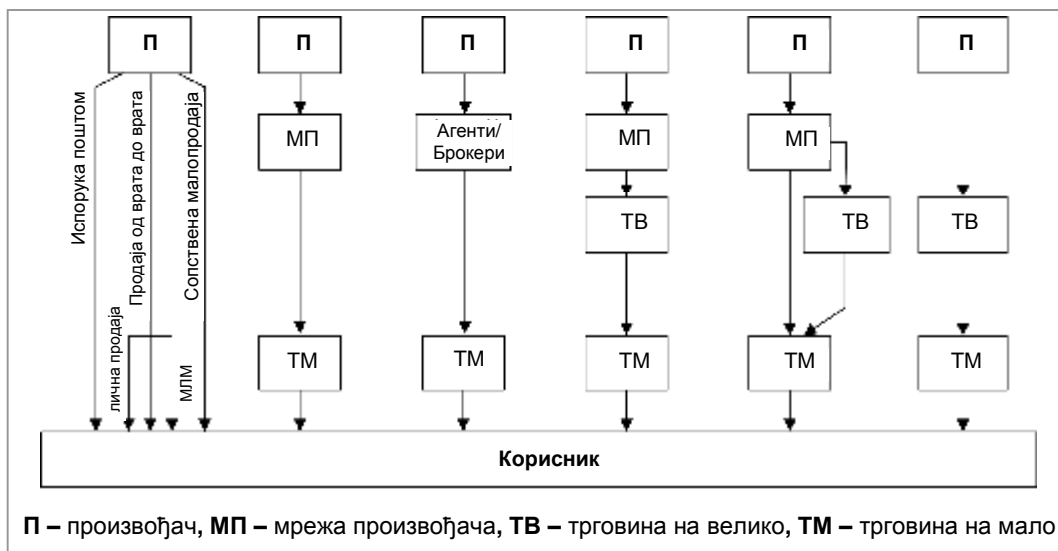 П П П П П П
Испорука поштом
Продаја од врата до врата
Сопствена малопродаја
лична продаја
МЛМ
МП Агенти/ МП МП
Брокери
ТВ ТВ ТВ
ТМ ТМ ТМ ТМ ТМ
Корисник
П – произвођач, МП – мрежа произвођача, ТВ – трговина на велико, ТМ – трговина на мало